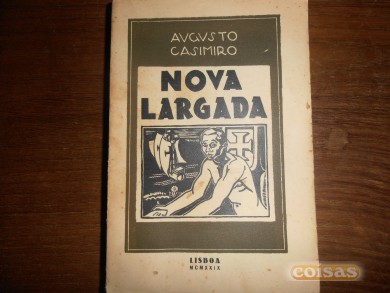 AVGVSTO
CASIMIRO
NOVA
LARGADA
LISBOA
MCMXXIX
coisas